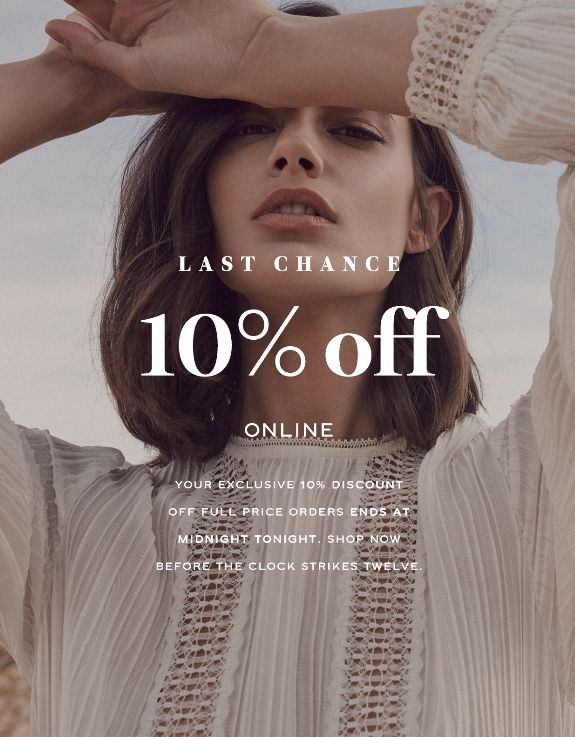 LAST CHANCE
10% off
ONLINE
YOUR EXCLUSIVE 10% DISCOUNT
OFF FULL PRICE ORDERS ENDS AT
MIDNIGHT TONIGHT. SHOP NOW
BEFORE THE CLOCK STRIKES TWELVE.